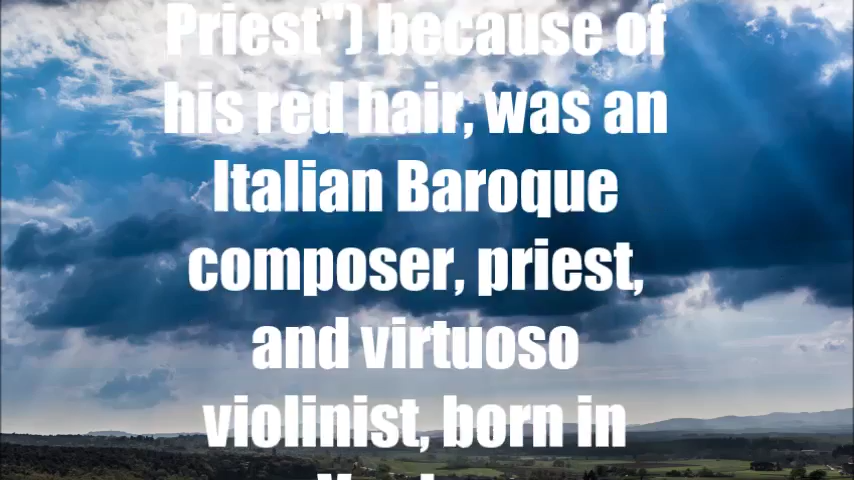 Priest") because of
his red hair, was an
Italian Baroque
composer, priest,
and virtuoso
violinist, born in